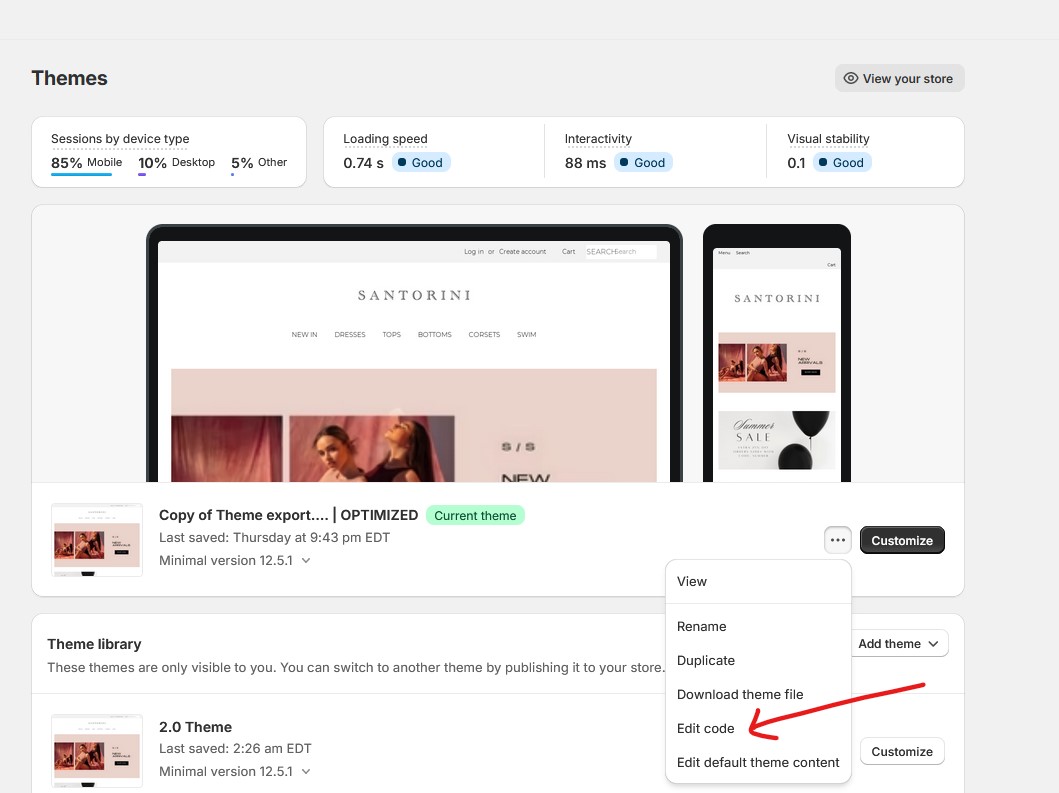 Themes
View your store
Sessions by device type
85% Mobile 10% Desktop 5% Other
Loading speed
0.74 s Good
Interactivity
88 ms Good
Visual stability
0.1 Good
Log in or Create account Cart SEARCH Search
SANTORINI
NEW IN DRESSES TOPS BOTTOMS CORSETS SWIM
S / S
NEW
Menu Search
Cart
SANTORINI
S / S
NEW
ARRIVALS
Summer
SALE
Copy of Theme export.... | OPTIMIZED Current theme
Last saved: Thursday at 9:43 pm EDT
Minimal version 12.5.1
Customize
View
Rename
Duplicate
Download theme file
Edit code
Edit default theme content
Theme library
These themes are only visible to you. You can switch to another theme by publishing it to your store.
Add theme
2.0 Theme
Last saved: 2:26 am EDT
Minimal version 12.5.1
Customize